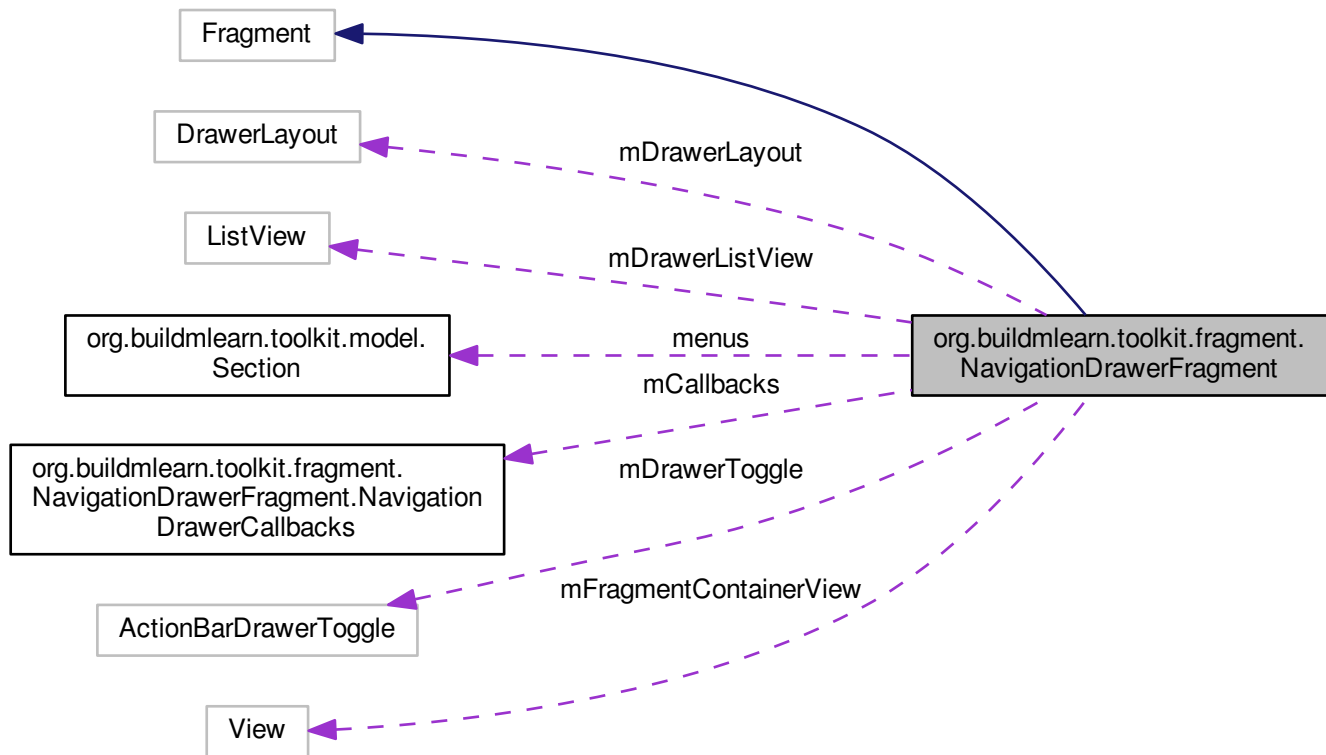 Fragment
DrawerLayout
mDrawerLayout
ListView
mDrawerListView
org.buildmlearn.toolkit.model.
Section
menus
org.buildmlearn.toolkit.fragment.
NavigationDrawerFragment
mCallbacks
org.buildmlearn.toolkit.fragment.
NavigationDrawerFragment.Navigation
DrawerCallbacks
mDrawerToggle
mFragmentContainerView
ActionBarDrawerToggle
View